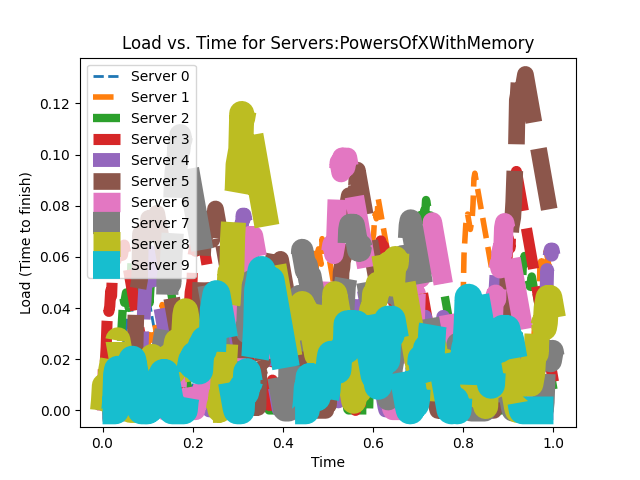 Load vs. Time for Servers:PowersOfXWithMemory
Server 0
Server 1
Server 2
Server 3
Server 4
Server 5
Server 6
Server 7
Server 8
Server 9
Load (Time to finish)
0.12
0.10
0.08
0.06
0.04
0.02
0.00
0.0 0.2 0.4 0.6 0.8 1.0
Time